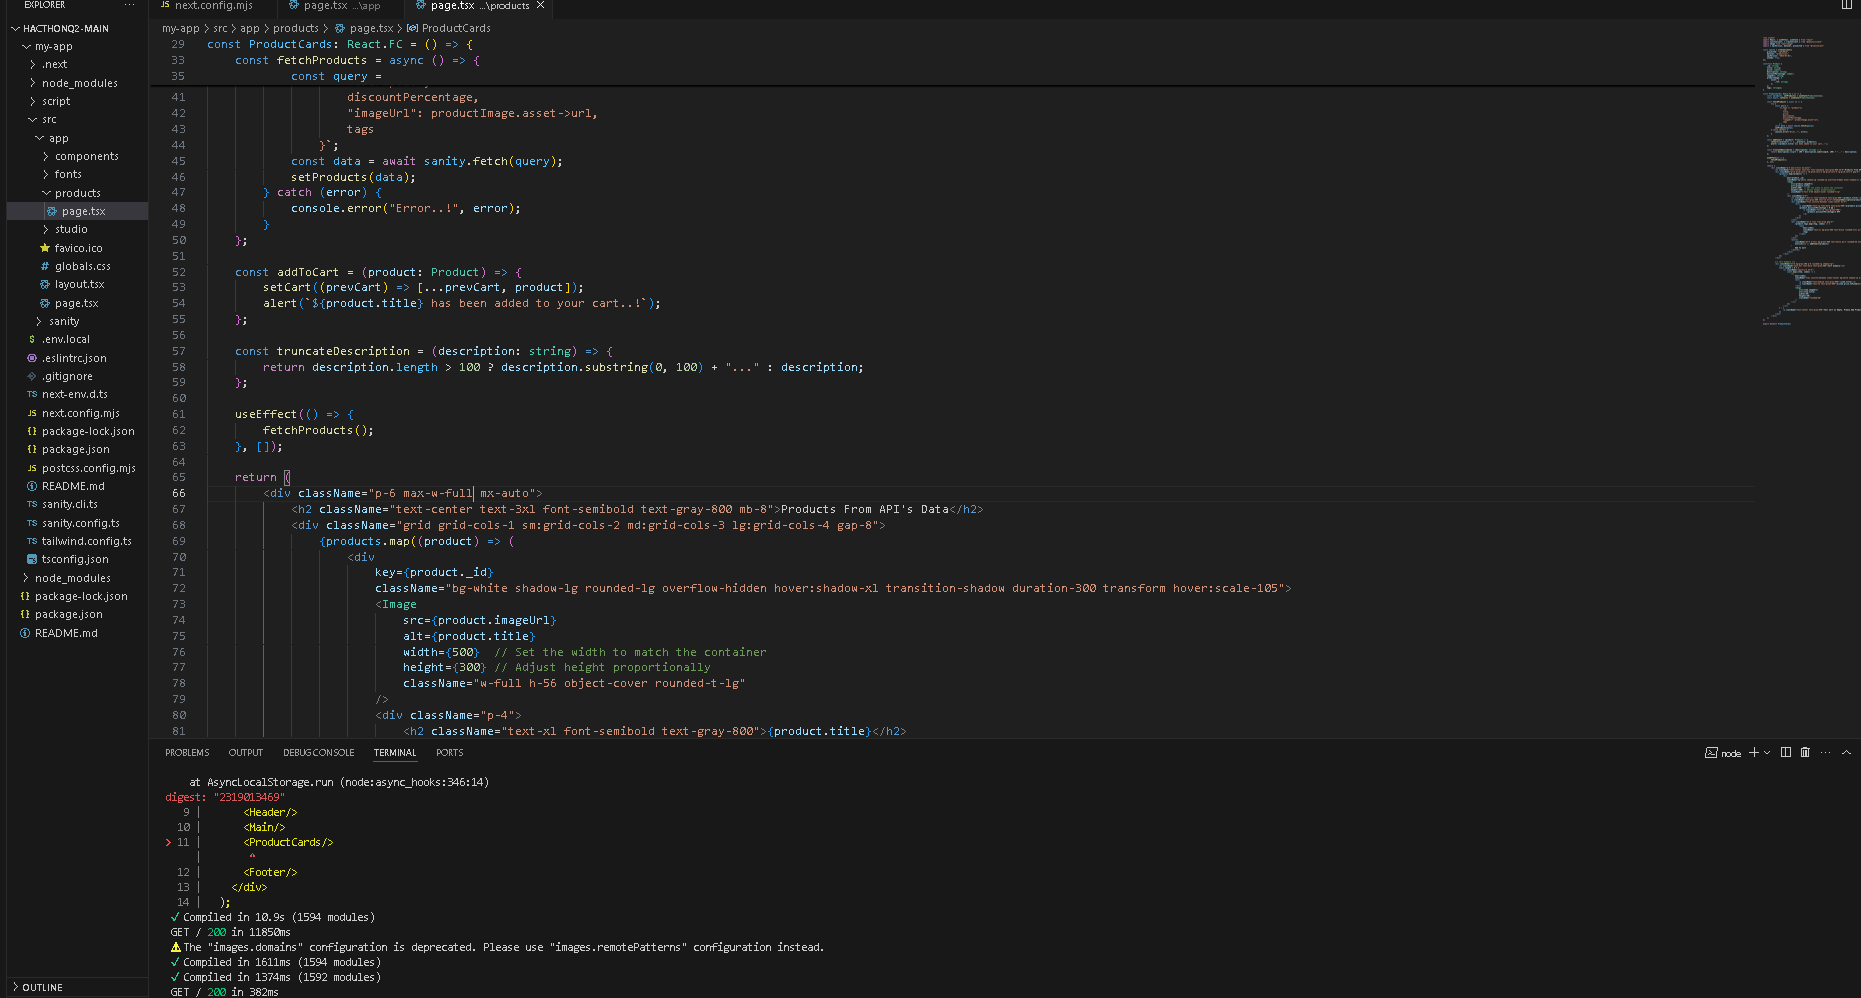 EXPLORER ···
HACTHONQ2-MAIN
my-app
.next
node_modules
script
src
app
components
fonts
products
page.tsx
studio
favico.ico
# globals.css
layout.tsx
page.tsx
sanity
$ .env.local
.eslintrc.json
.gitignore
TS next-env.d.ts
JS next.config.mjs
{} package-lock.json
{} package.json
JS postcss.config.mjs
README.md
TS sanity.cli.ts
TS sanity.config.ts
TS tailwind.config.ts
tsconfig.json
node_modules
{} package-lock.json
{} package.json
README.md
OUTLINE
JS next.config.mjs
page.tsx ...\app
page.tsx ...\products ×
my-app > src > app > products > page.tsx > ProductCards
29 const ProductCards: React.FC = () => {
33 const fetchProducts = async () => {
35 const query =
41 discountPercentage,
42 "imageUrl": productImage.asset->url,
43 tags
44 }`;
45 const data = await sanity.fetch(query);
46 setProducts(data);
47 } catch (error) {
48 console.error("Error..!", error);
49 }
50 };
51
52 const addToCart = (product: Product) => {
53 setCart((prevCart) => [...prevCart, product]);
54 alert(`${product.title} has been added to your cart..!`);
55 };
56
57 const truncateDescription = (description: string) => {
58 return description.length > 100 ? description.substring(0, 100) + "..." : description;
59 };
60
61 useEffect(() => {
62 fetchProducts();
63 }, []);
64
65 return (
66 <div className="p-6 max-w-full mx-auto">
67 <h2 className="text-center text-3xl font-semibold text-gray-800 mb-8">Products From API's Data</h2>
68 <div className="grid grid-cols-1 sm:grid-cols-2 md:grid-cols-3 lg:grid-cols-4 gap-8">
69 {products.map((product) => (
70 <div
71 key={product._id}
72 className="bg-white shadow-lg rounded-lg overflow-hidden hover:shadow-xl transition-shadow duration-300 transform hover:scale-105">
73 <Image
74 src={product.imageUrl}
75 alt={product.title}
76 width={500} // Set the width to match the container
77 height={300} // Adjust height proportionally
78 className="w-full h-56 object-cover rounded-t-lg"
79 />
80 <div className="p-4">
81 <h2 className="text-xl font-semibold text-gray-800">{product.title}</h2>
PROBLEMS OUTPUT DEBUG CONSOLE TERMINAL PORTS
node
at AsyncLocalStorage.run (node:async_hooks:346:14)
digest: "2319013469"
9 | <Header/>
10 | <Main/>
> 11 | <ProductCards/>
| ^
12 | <Footer/>
13 | </div>
14 | );
✓ Compiled in 10.9s (1594 modules)
GET / 200 in 11850ms
⚠ The "images.domains" configuration is deprecated. Please use "images.remotePatterns" configuration instead.
✓ Compiled in 1611ms (1594 modules)
✓ Compiled in 1374ms (1592 modules)
GET / 200 in 382ms